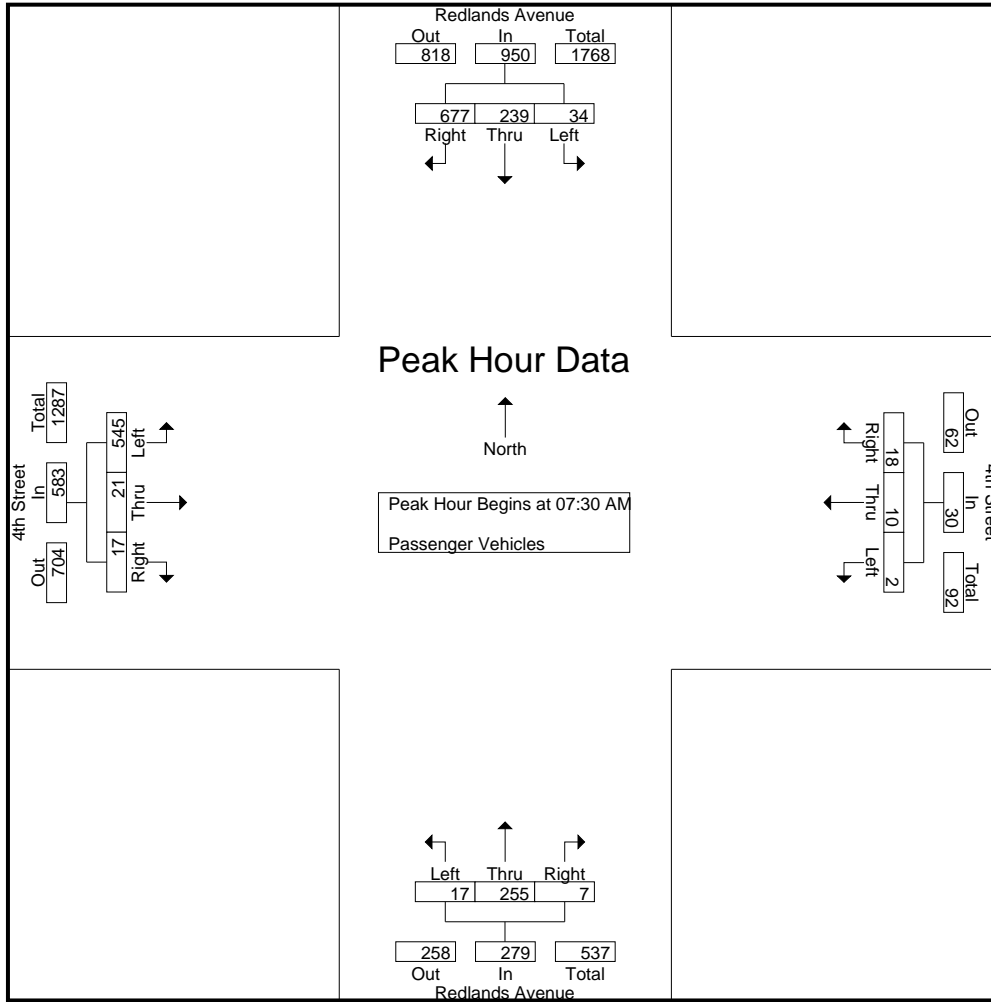 Redlands Avenue
Out In Total
818 950 1768
677 239 34
Right Thru Left
Peak Hour Data
North
Peak Hour Begins at 07:30 AM
Passenger Vehicles
4th Street
Total In Out
1287 583 704
545 21 17
Left Thru Right
4th Street
Out In Total
62 30 92
18 10 2
Right Thru Left
Left Thru Right
17 255 7
258 279 537
Out In Total
Redlands Avenue